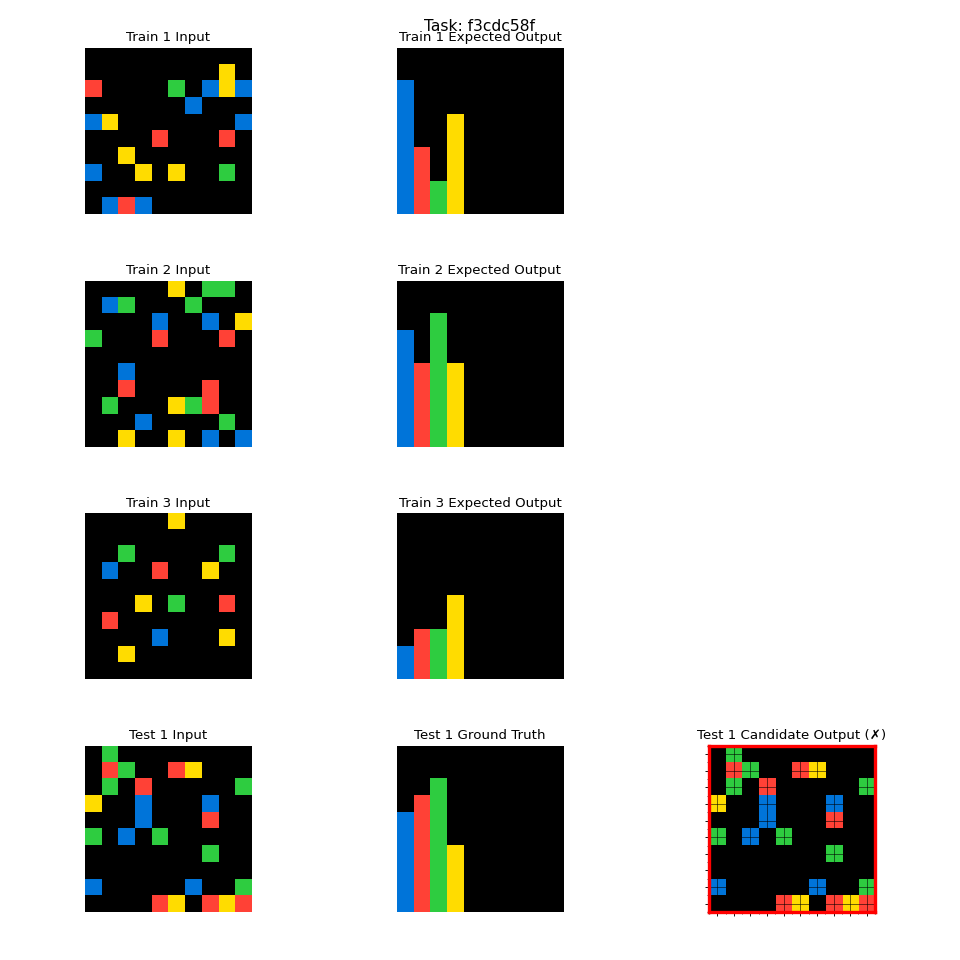 Task: f3cdc58f
Train 1 Input
Train 1 Expected Output
Train 2 Input
Train 2 Expected Output
Train 3 Input
Train 3 Expected Output
Test 1 Input
Test 1 Ground Truth
Test 1 Candidate Output (✗)